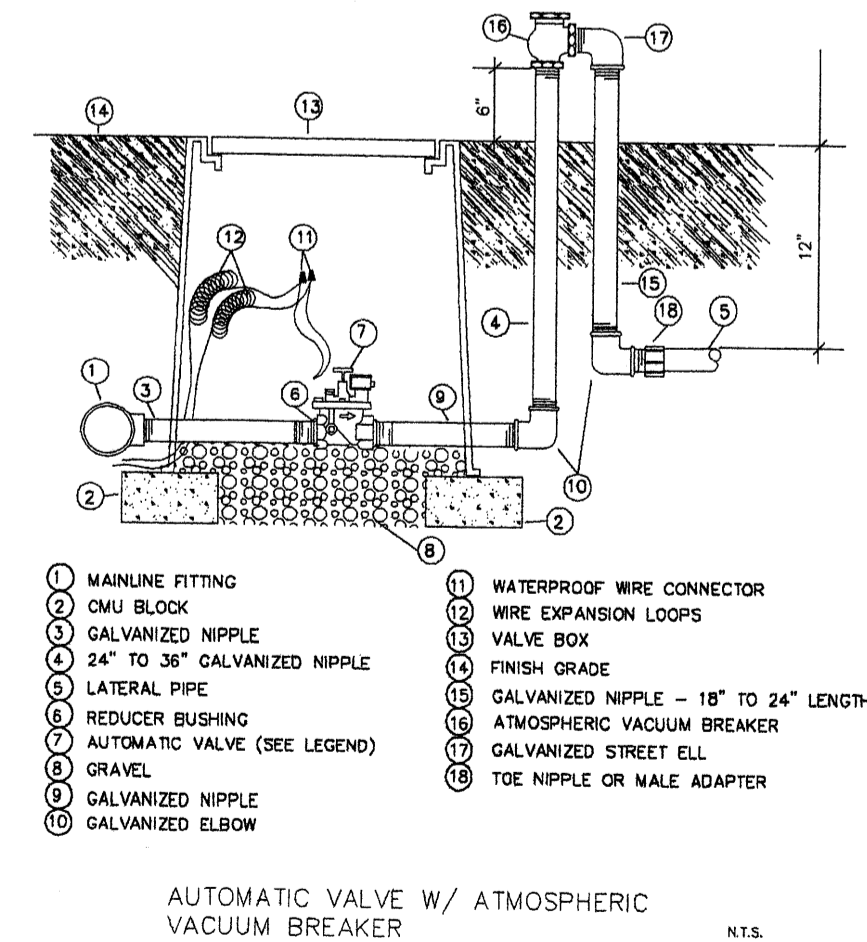 16
17
6"
14
13
12
11
12"
15
4
18
5
7
1
3
6
9
2
10
2
8
1 MAINLINE FITTING
2 CMU BLOCK
3 GALVANIZED NIPPLE
4 24" TO 36" GALVANIZED NIPPLE
5 LATERAL PIPE
6 REDUCER BUSHING
7 AUTOMATIC VALVE (SEE LEGEND)
8 GRAVEL
9 GALVANIZED NIPPLE
10 GALVANIZED ELBOW
11 WATERPROOF WIRE CONNECTOR
12 WIRE EXPANSION LOOPS
13 VALVE BOX
14 FINISH GRADE
15 GALVANIZED NIPPLE – 18" TO 24" LENGTH
16 ATMOSPHERIC VACUUM BREAKER
17 GALVANIZED STREET ELL
18 TOE NIPPLE OR MALE ADAPTER
AUTOMATIC VALVE W/ ATMOSPHERIC
VACUUM BREAKER
N.T.S.